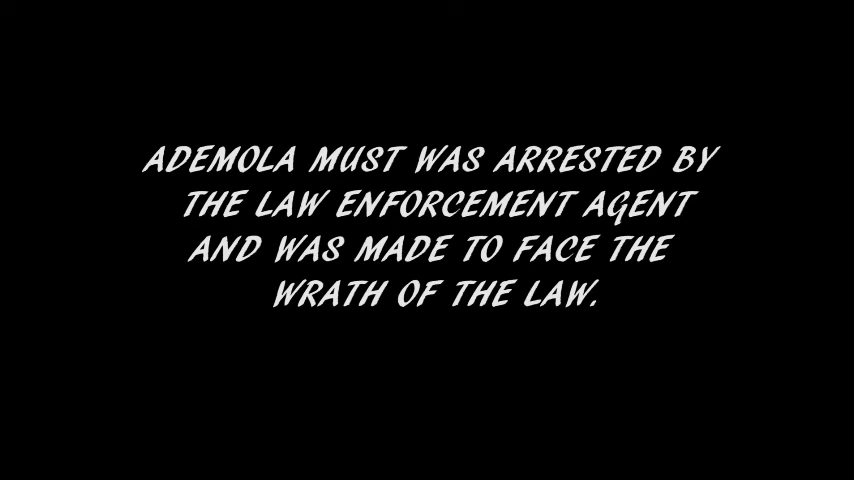 ADEMOLA MUST WAS ARRESTED BY
THE LAW ENFORCEMENT AGENT
AND WAS MADE TO FACE THE
WRATH OF THE LAW.